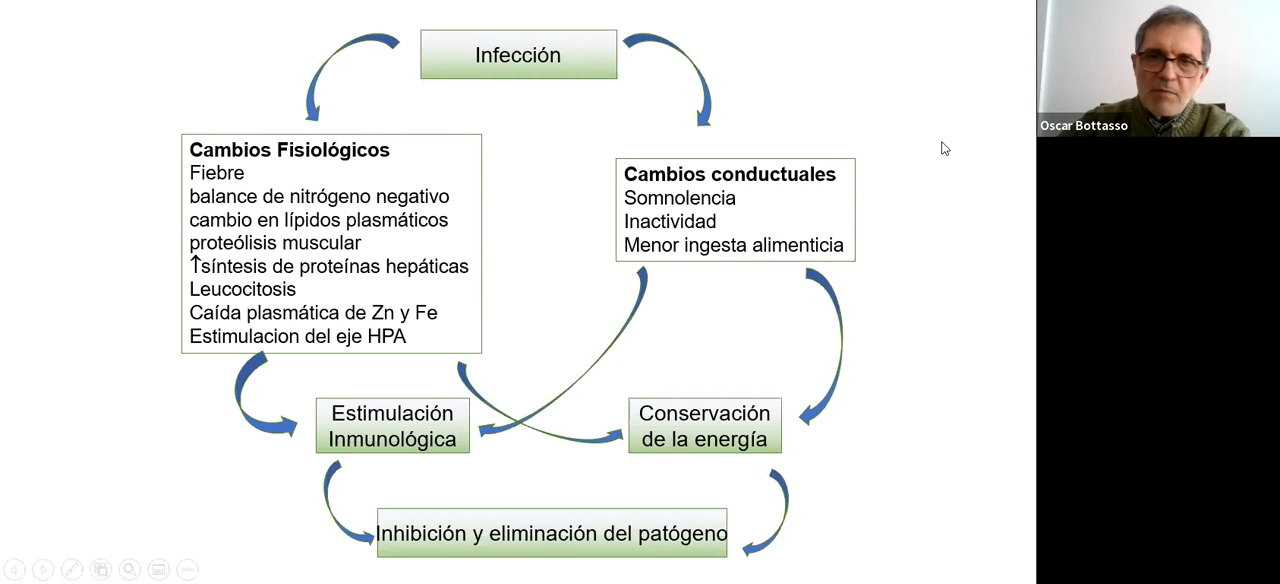 Infección
Cambios Fisiológicos
Fiebre
balance de nitrógeno negativo
cambio en lípidos plasmáticos
proteólisis muscular
↑síntesis de proteínas hepáticas
Leucocitosis
Caída plasmática de Zn y Fe
Estimulacion del eje HPA
Cambios conductuales
Somnolencia
Inactividad
Menor ingesta alimenticia
Estimulación
Inmunológica
Conservación
de la energía
Inhibición y eliminación del patógeno
Oscar Bottasso